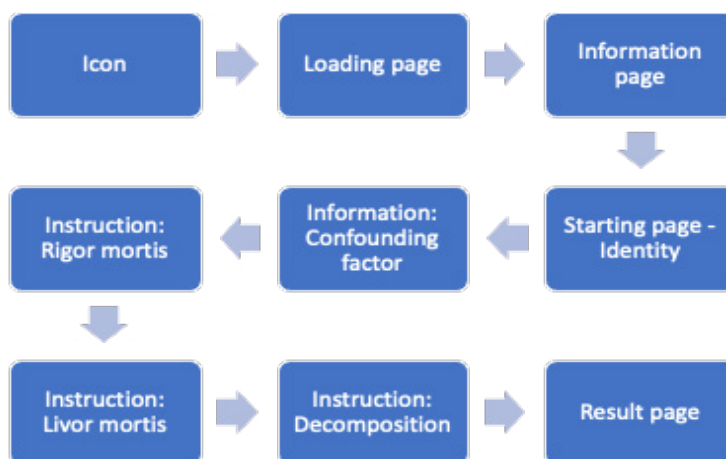 Icon
Loading page
Information
page
Starting page -
Identity
Information:
Confounding
factor
Instruction:
Rigor mortis
Instruction:
Livor mortis
Instruction:
Decomposition
Result page